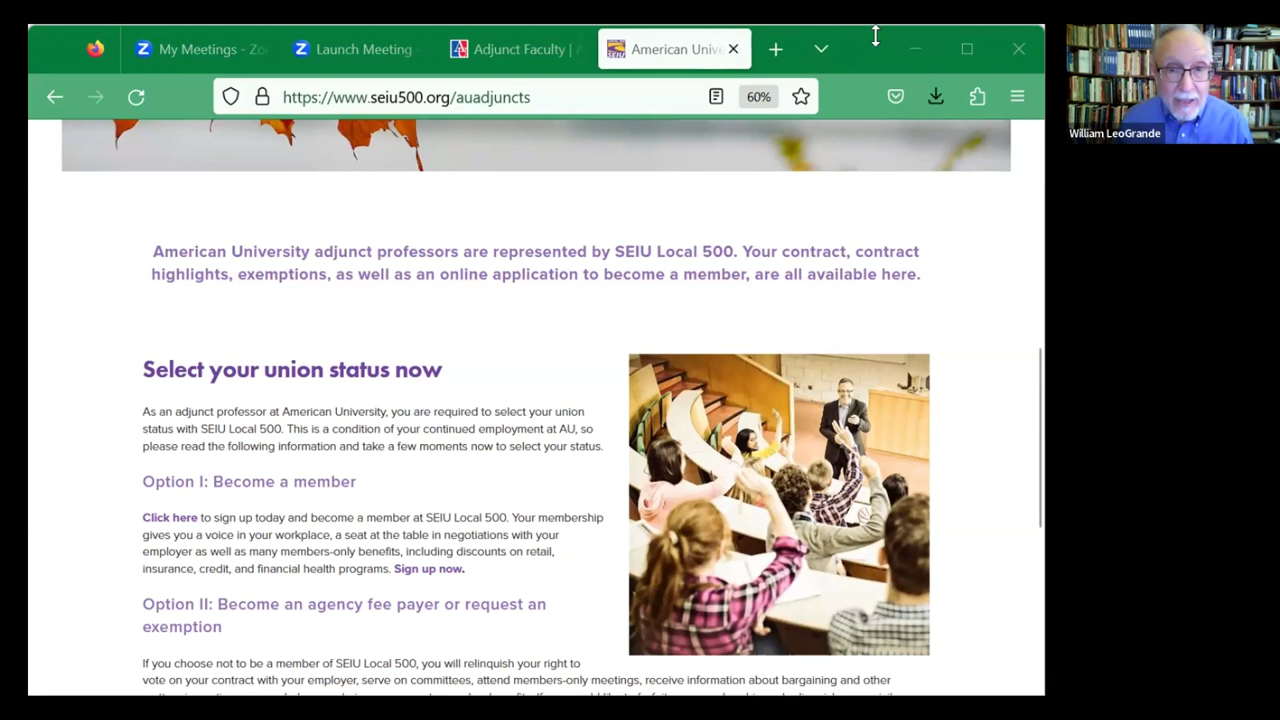 My Meetings - Zo
Launch Meeting
Adjunct Faculty | A
American Unive
https://www.seiu500.org/auadjuncts
60%
William LeoGrande
American University adjunct professors are represented by SEIU Local 500. Your contract, contract
highlights, exemptions, as well as an online application to become a member, are all available here.
Select your union status now
As an adjunct professor at American University, you are required to select your union
status with SEIU Local 500. This is a condition of your continued employment at AU, so
please read the following information and take a few moments now to select your status.
Option I: Become a member
Click here to sign up today and become a member at SEIU Local 500. Your membership
gives you a voice in your workplace, a seat at the table in negotiations with your
employer as well as many members-only benefits, including discounts on retail,
insurance, credit, and financial health programs. Sign up now.
Option II: Become an agency fee payer or request an
exemption
If you choose not to be a member of SEIU Local 500, you will relinquish your right to
vote on your contract with your employer, serve on committees, attend members-only meetings, receive information about bargaining and other